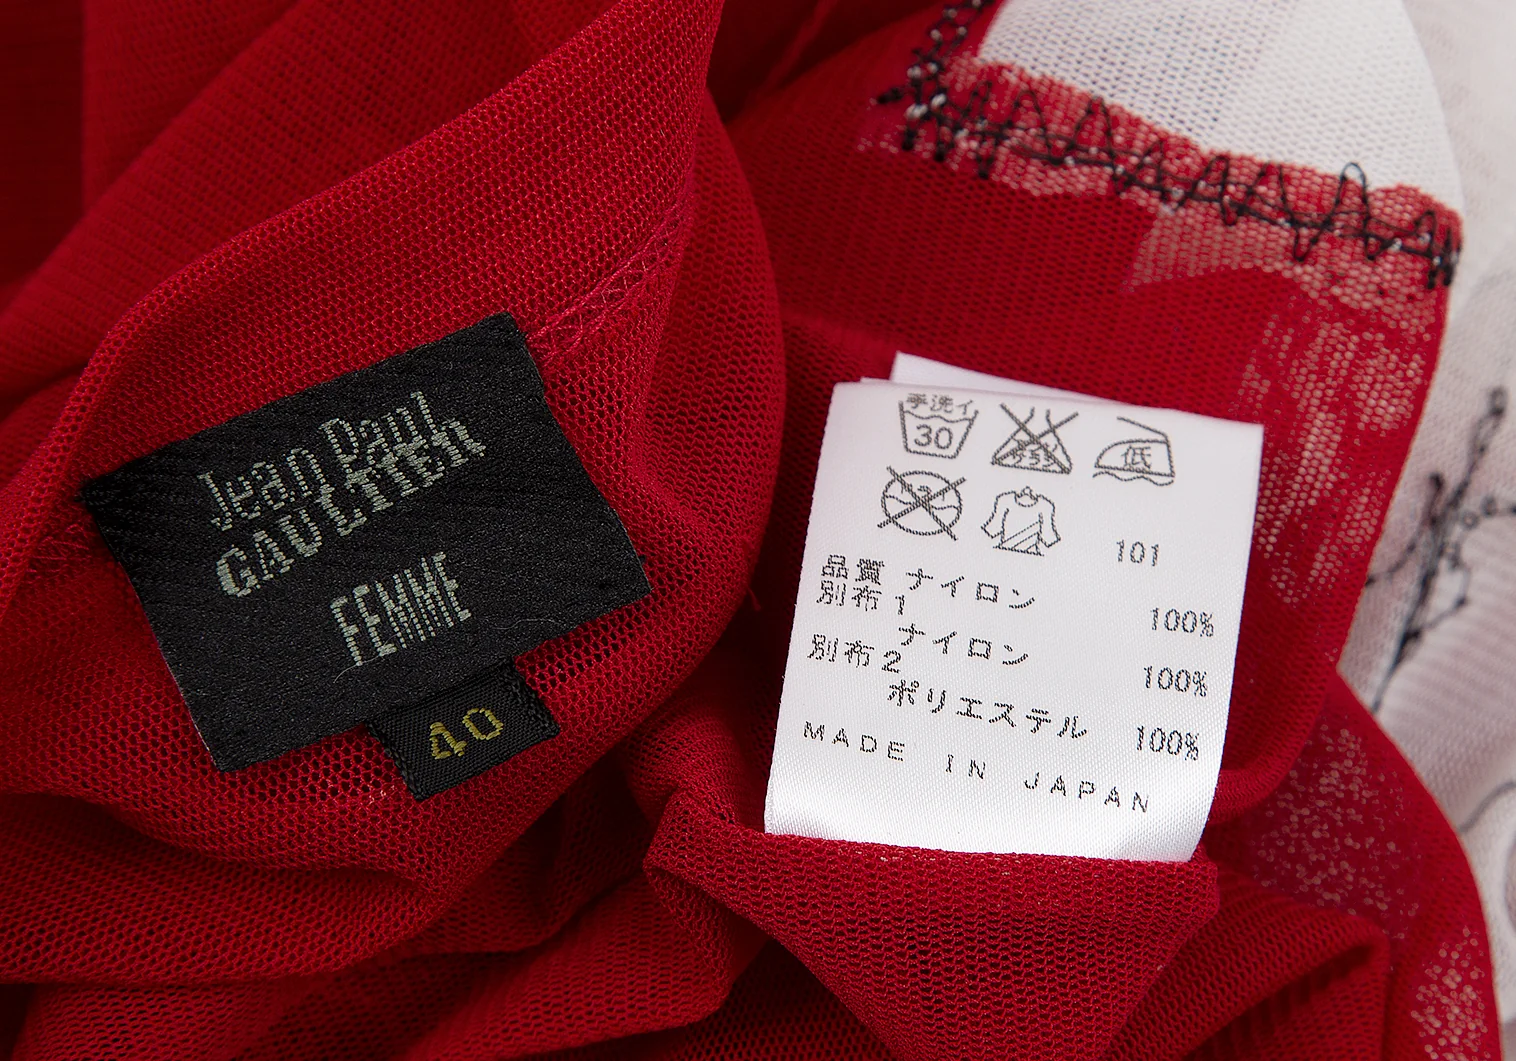 Jean Paul
GAULTIER
FEMME
40
手洗イ
30
低
101
品質 ナイロン 100%
別布1
ナイロン 100%
別布2
ポリエステル 100%
MADE IN JAPAN